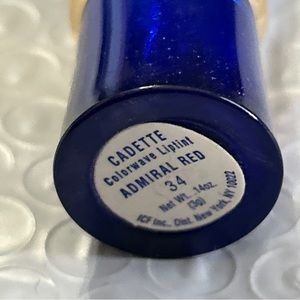 CADETTE
Colorwave Liptint
ADMIRAL RED
34
Net Wt. .14oz.
(3g)
ICF Inc., Dist. New York, NY 10022